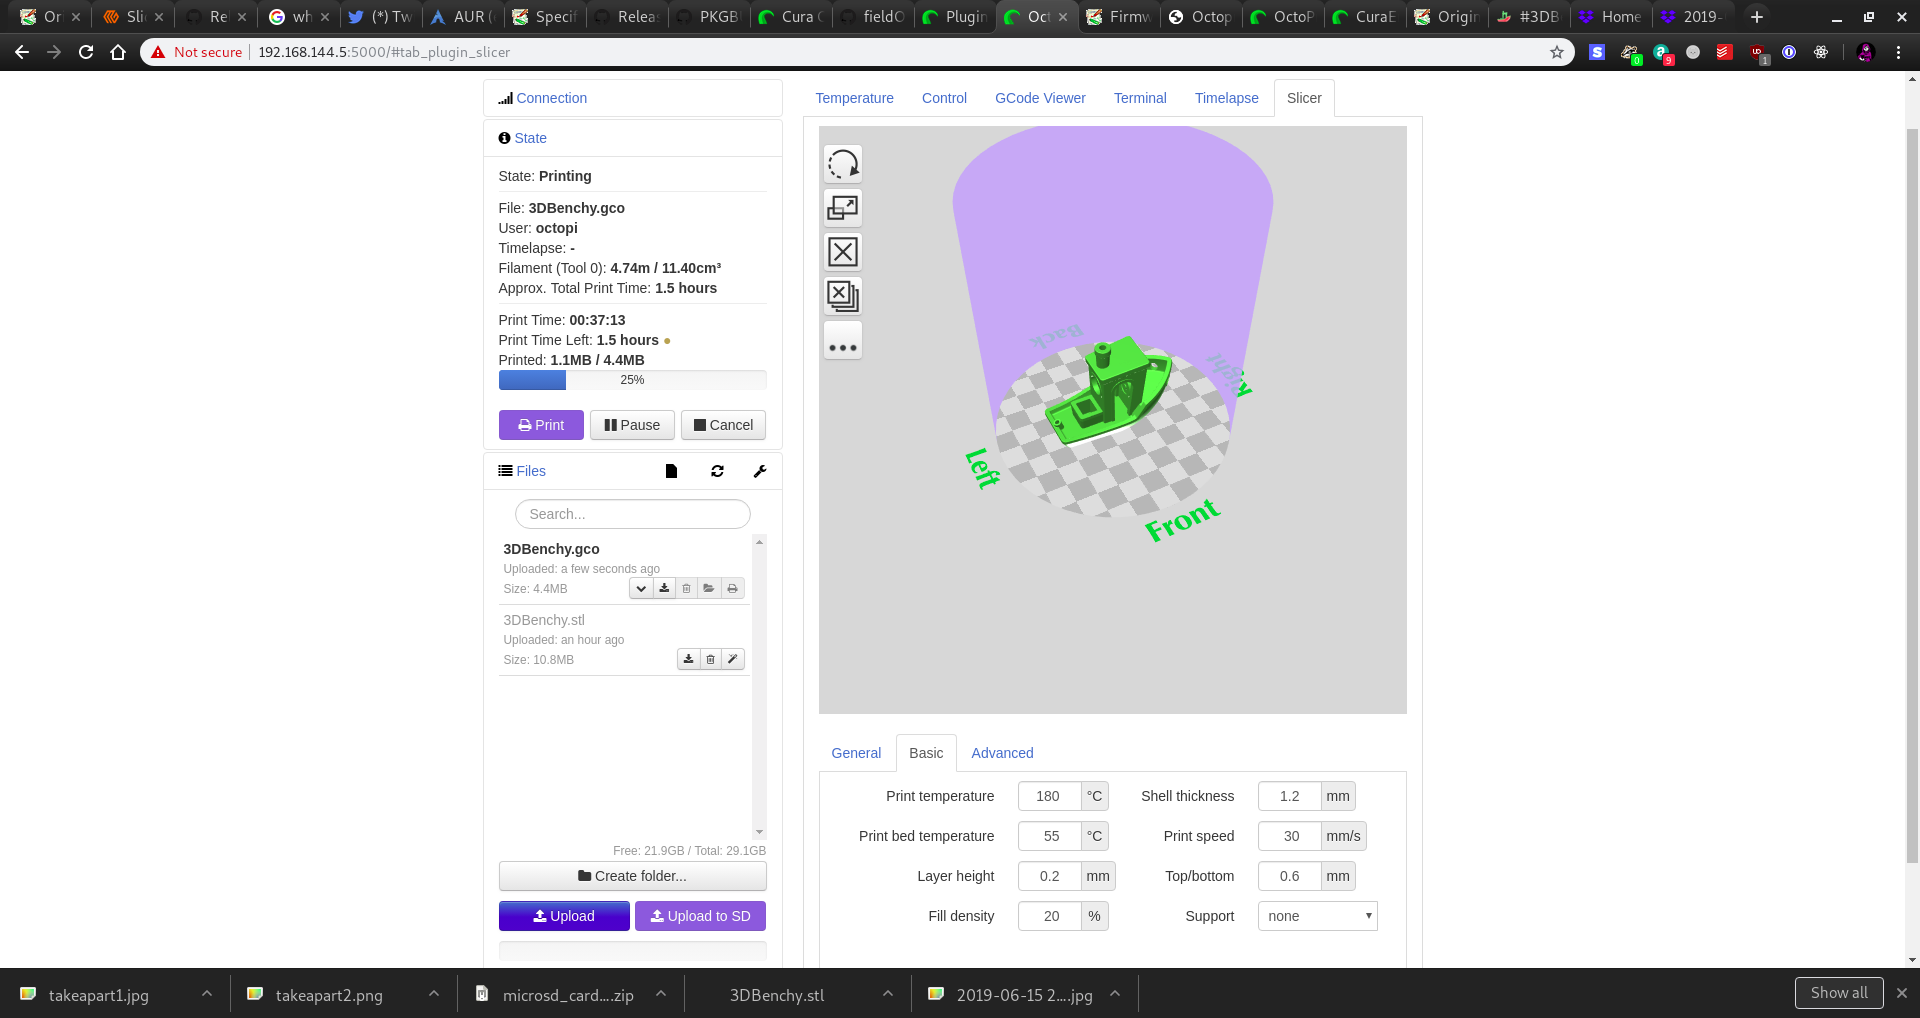 Or
Slic
Rel
wh
(*) Tw
AUR (
Specif
Releas
PKGB
Cura
fieldO
Plugin
Oct
Firmw
Octop
OctoP
CuraE
Origin
#3DB
Home
2019-
Not secure
192.168.144.5:5000/#tab_plugin_slicer
0
9
1
Connection
Temperature
Control
GCode Viewer
Terminal
Timelapse
Slicer
State
State: Printing
File: 3DBenchy.gco
User: octopi
Timelapse: -
Filament (Tool 0): 4.74m / 11.40cm³
Approx. Total Print Time: 1.5 hours
Print Time: 00:37:13
Print Time Left: 1.5 hours
Printed: 1.1MB / 4.4MB
25%
Print
Pause
Cancel
Files
Search...
3DBenchy.gco
Uploaded: a few seconds ago
Size: 4.4MB
3DBenchy.stl
Uploaded: an hour ago
Size: 10.8MB
Free: 21.9GB / Total: 29.1GB
Create folder...
Upload
Upload to SD
Back
Right
Left
Front
General
Basic
Advanced
Print temperature 180 °C
Shell thickness 1.2 mm
Print bed temperature 55 °C
Print speed 30 mm/s
Layer height 0.2 mm
Top/bottom 0.6 mm
Fill density 20 %
Support none
takeapart1.jpg
takeapart2.png
microsd_card....zip
3DBenchy.stl
2019-06-15 2....jpg
Show all